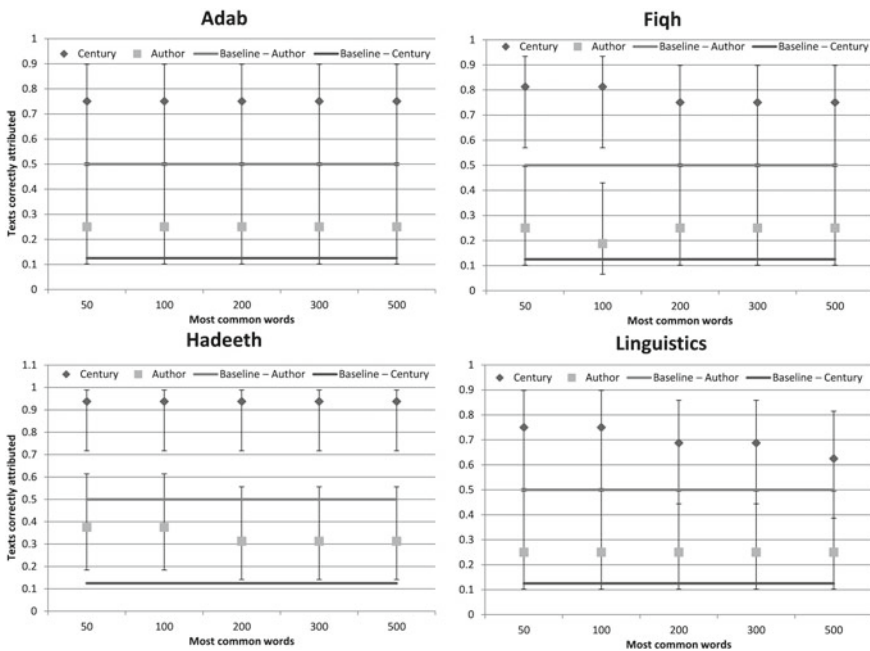 Adab
Century Author Baseline – Author Baseline – Century
1
0.9
0.8
0.7
0.6
0.5
0.4
0.3
0.2
0.1
0
Texts correctly attributed
50 100 200 300 500
Most common words
Fiqh
Century Author Baseline – Author Baseline – Century
1
0.9
0.8
0.7
0.6
0.5
0.4
0.3
0.2
0.1
0
50 100 200 300 500
Most common words
Hadeeth
1.1
Century Author Baseline – Author Baseline – Century
1
0.9
0.8
0.7
0.6
0.5
0.4
0.3
0.2
0.1
0
Texts correctly attributed
50 100 200 300 500
Most common words
Linguistics
Century Author Baseline – Author Baseline – Century
1
0.9
0.8
0.7
0.6
0.5
0.4
0.3
0.2
0.1
0
50 100 200 300 500
Most common words